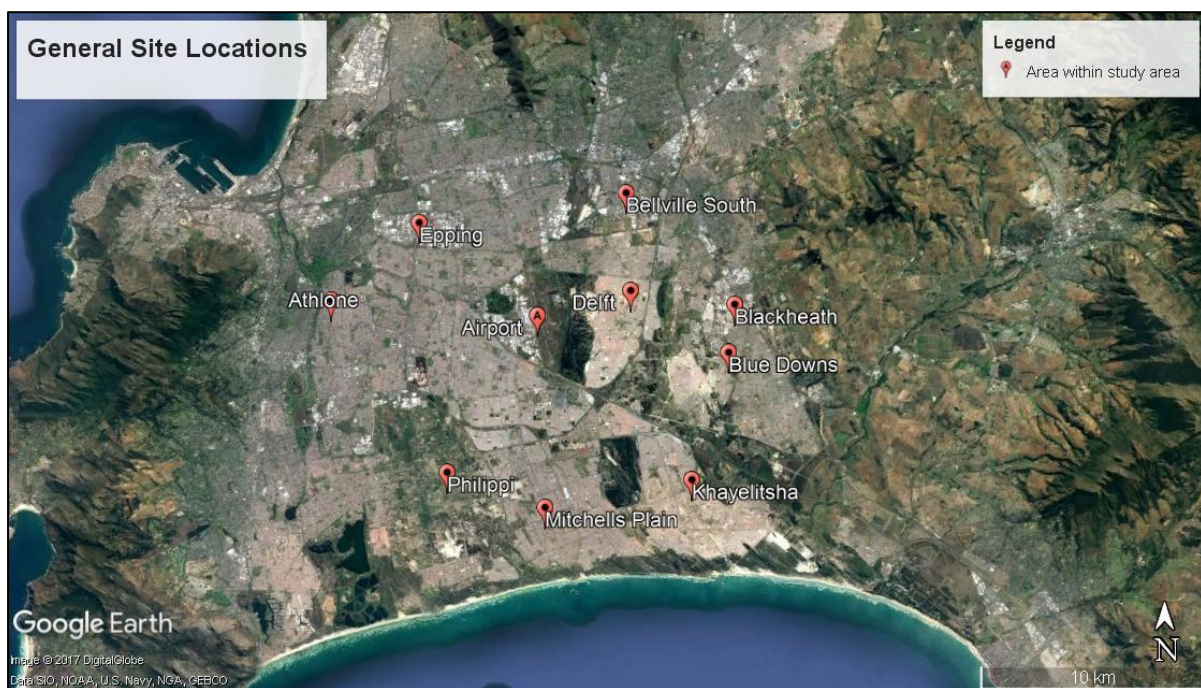 General Site Locations
Legend
A Area within study area
Bellville South
Epping
Athlone
Delft
Airport
A
Blackheath
Blue Downs
Philippi
Khayelitsha
Mitchells Plain
Google Earth
Image © 2017 DigitalGlobe
Data SIO, NOAA, U.S. Navy, NGA, GEBCO
N
10 km